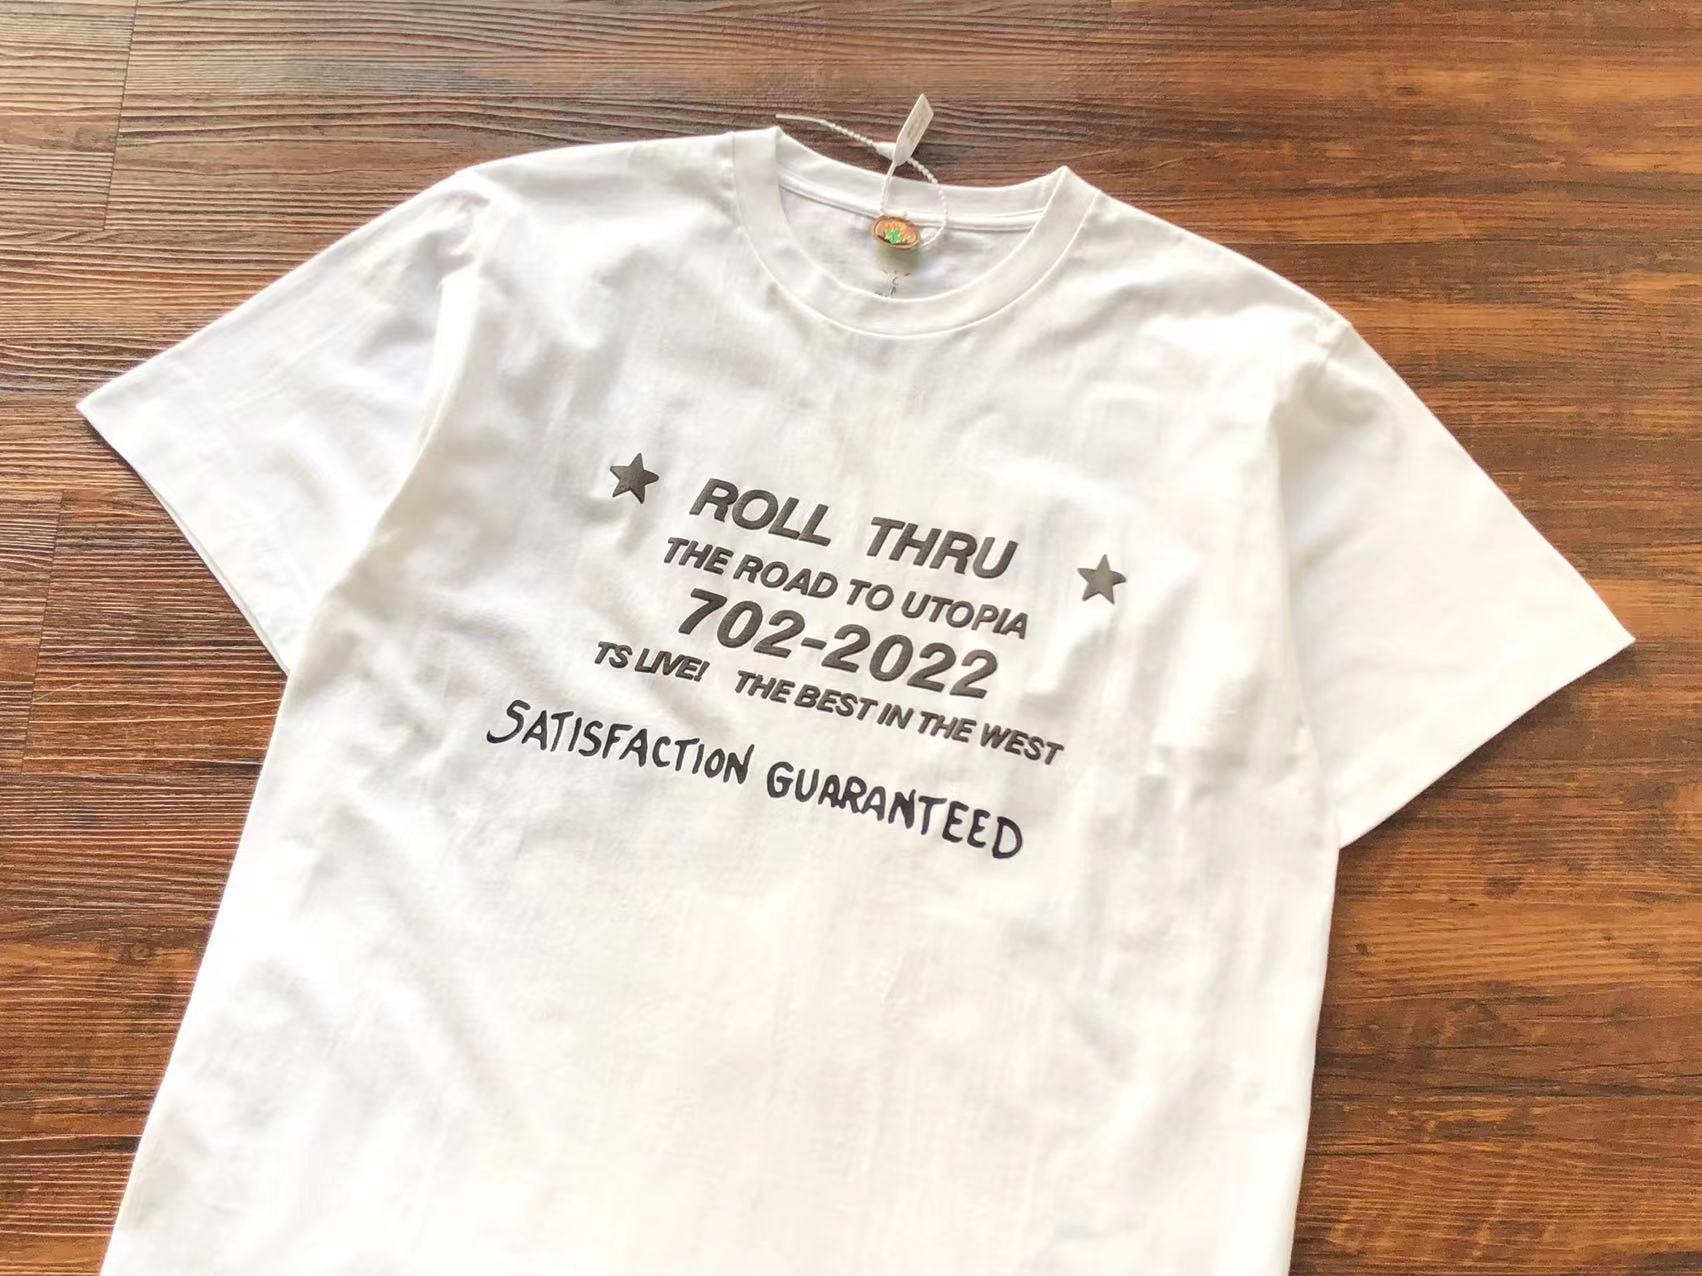 ROLL THRU
THE ROAD TO UTOPIA
702-2022
TS LIVE! THE BEST IN THE WEST
SATISFACTION GUARANTEED